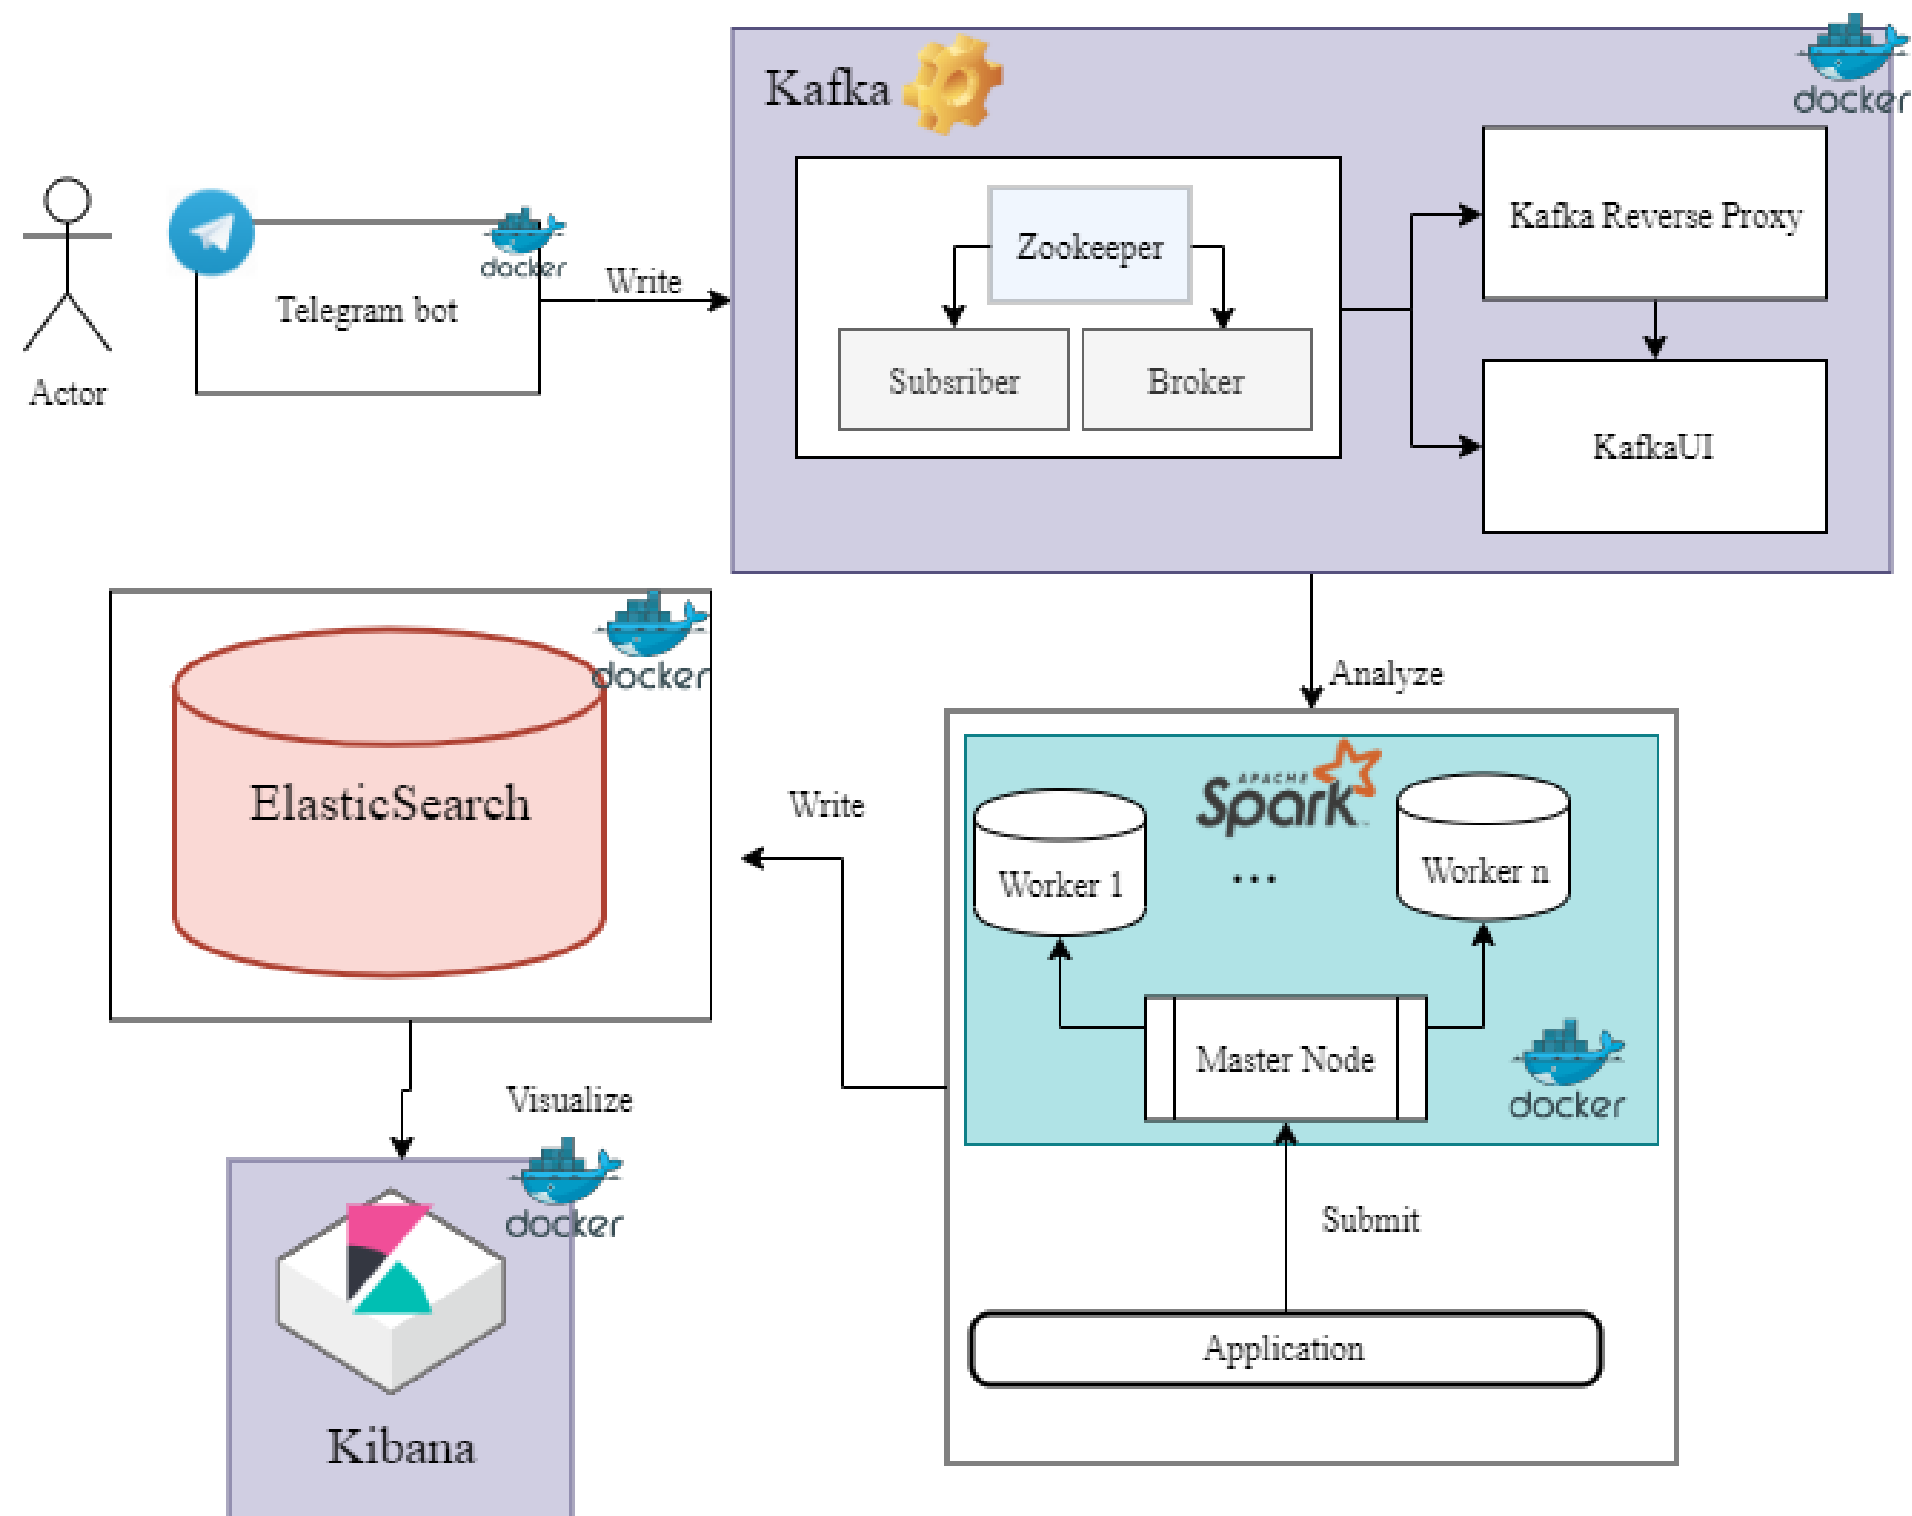 Kafka
docker
Kafka Reverse Proxy
Zookeeper
docker
Write
Telegram bot
Subsriber
Broker
Actor
KafkaUI
docker
Analyze
APACHE
Spark
ElasticSearch
Write
Worker 1
...
Worker n
Master Node
docker
Visualize
docker
Submit
Application
Kibana